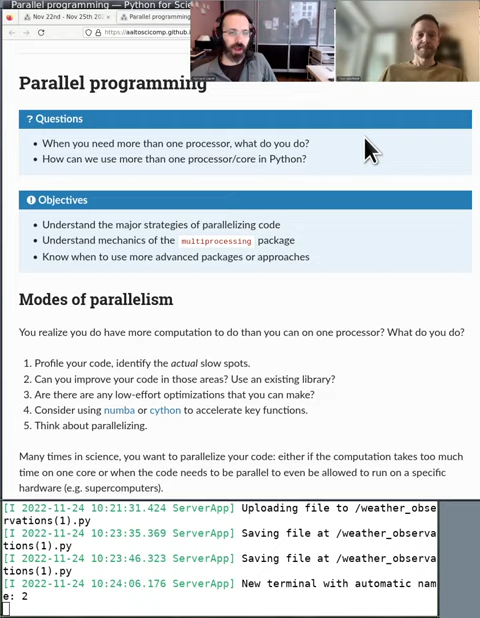 Parallel programming — Python for Scie
Nov 22nd - Nov 25th 202
Parallel programming
https://aaltoscicomp.github.i
Parallel programming
? Questions
• When you need more than one processor, what do you do?
• How can we use more than one processor/core in Python?
Objectives
• Understand the major strategies of parallelizing code
• Understand mechanics of the multiprocessing package
• Know when to use more advanced packages or approaches
Modes of parallelism
You realize you do have more computation to do than you can on one processor? What do you do?
1. Profile your code, identify the actual slow spots.
2. Can you improve your code in those areas? Use an existing library?
3. Are there are any low-effort optimizations that you can make?
4. Consider using numba or cython to accelerate key functions.
5. Think about parallelizing.
Many times in science, you want to parallelize your code: either if the computation takes too much
time on one core or when the code needs to be parallel to even be allowed to run on a specific
hardware (e.g. supercomputers).
[I 2022-11-24 10:21:31.424 ServerApp] Uploading file to /weather_obse
rvations(1).py
[I 2022-11-24 10:23:35.369 ServerApp] Saving file at /weather_observa
tions(1).py
[I 2022-11-24 10:23:46.323 ServerApp] Saving file at /weather_observa
tions(1).py
[I 2022-11-24 10:24:06.176 ServerApp] New terminal with automatic nam
e: 2